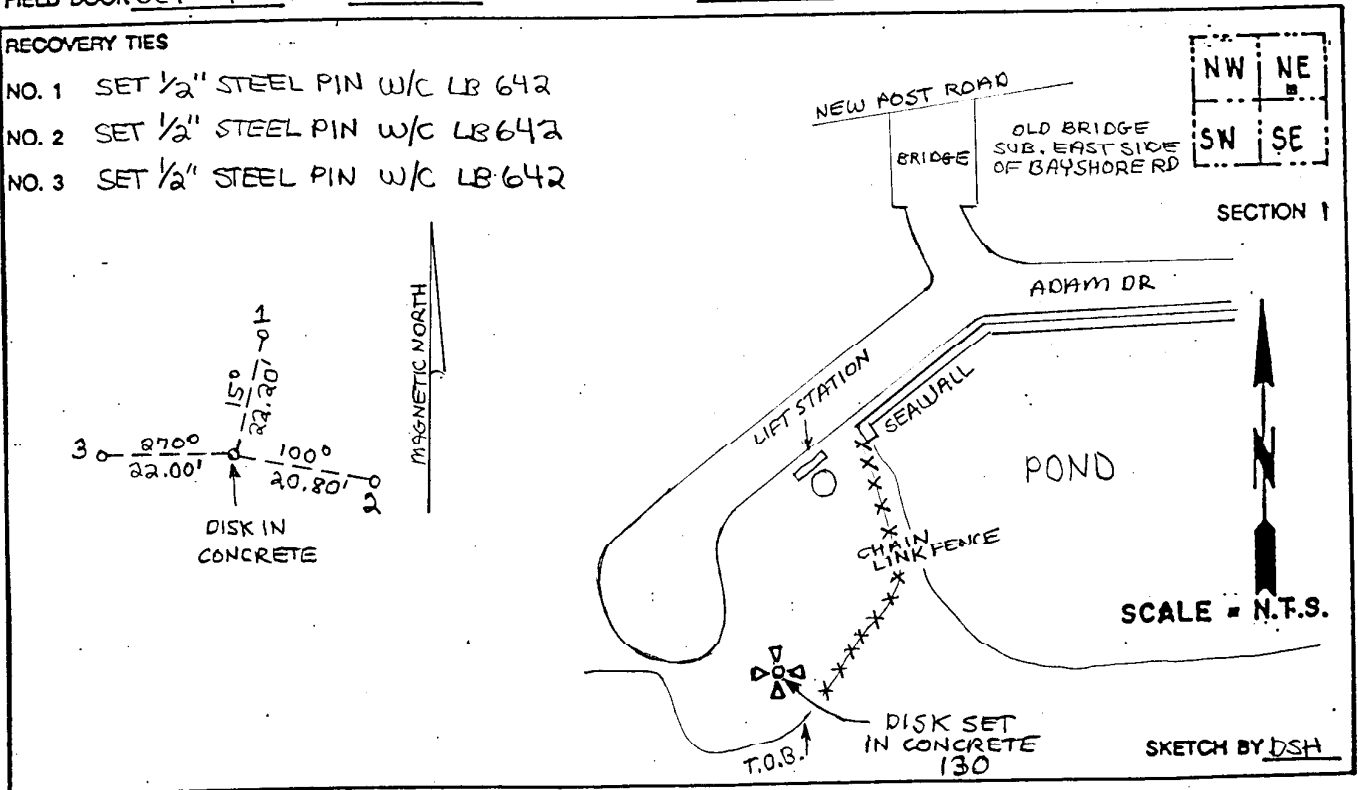 FIELD BOOK
RECOVERY TIES
NO. 1 SET 1/2" STEEL PIN W/C LB 642
NO. 2 SET 1/2" STEEL PIN W/C LB 642
NO. 3 SET 1/2" STEEL PIN W/C LB 642
NEW POST ROAD
BRIDGE
OLD BRIDGE
SUB. EAST SIDE
OF BAYSHORE RD
NW NE
SW SE
SECTION 1
ADAM DR
MAGNETIC NORTH
1
15°
22.20'
3
270°
22.00'
100°
20.80'
2
DISK IN
CONCRETE
LIFT STATION
SEAWALL
POND
CHAIN
LINK FENCE
N
SCALE = N.T.S.
DISK SET
IN CONCRETE
130
T.O.B.
SKETCH BY DSH